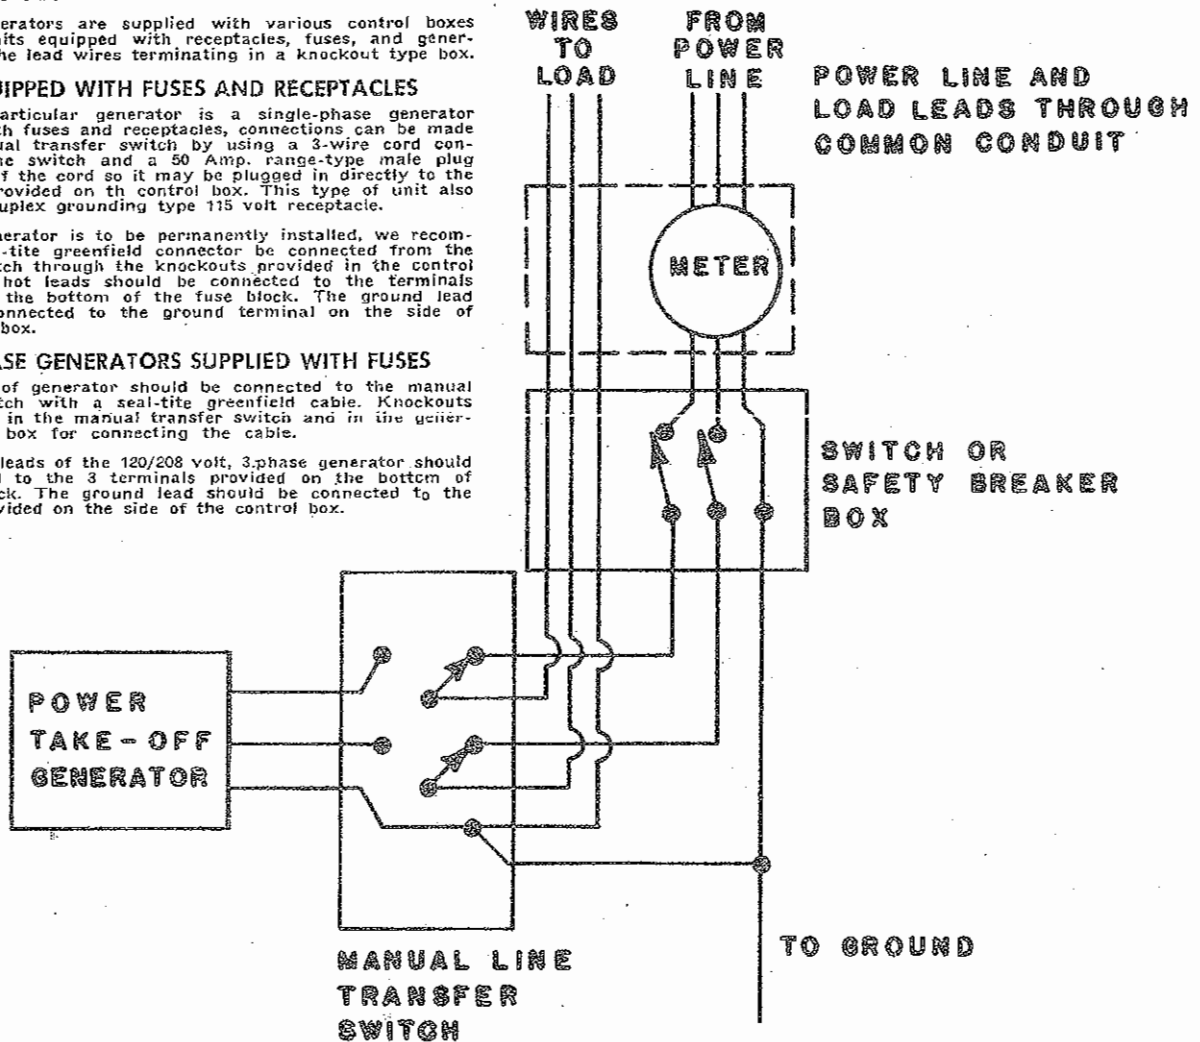 erators are supplied with various control boxes
its equipped with receptacles, fuses, and gener-
he lead wires terminating in a knockout type box.
IPPED WITH FUSES AND RECEPTACLES
articular generator is a single-phase generator
h fuses and receptacles, connections can be made
ual transfer switch by using a 3-wire cord con-
e switch and a 50 Amp. range-type male plug
f the cord so it may be plugged in directly to the
rovided on th control box. This type of unit also
uplex grounding type 115 volt receptacle.
nerator is to be permanently installed, we recom-
-tite greenfield connector be connected from the
tch through the knockouts provided in the control
hot leads should be connected to the terminals
the bottom of the fuse block. The ground lead
onnected to the ground terminal on the side of
box.
ASE GENERATORS SUPPLIED WITH FUSES
of generator should be connected to the manual
tch with a seal-tite greenfield cable. Knockouts
in the manual transfer switch and in the gener-
box for connecting the cable.
leads of the 120/208 volt, 3-phase generator should
d to the 3 terminals provided on the bottom of
ck. The ground lead should be connected to the
vided on the side of the control box.
WIRES
TO
LOAD
FROM
POWER
LINE
POWER LINE AND
LOAD LEADS THROUGH
COMMON CONDUIT
METER
SWITCH OR
SAFETY BREAKER
BOX
POWER
TAKE-OFF
GENERATOR
TO GROUND
MANUAL LINE
TRANSFER
SWITCH